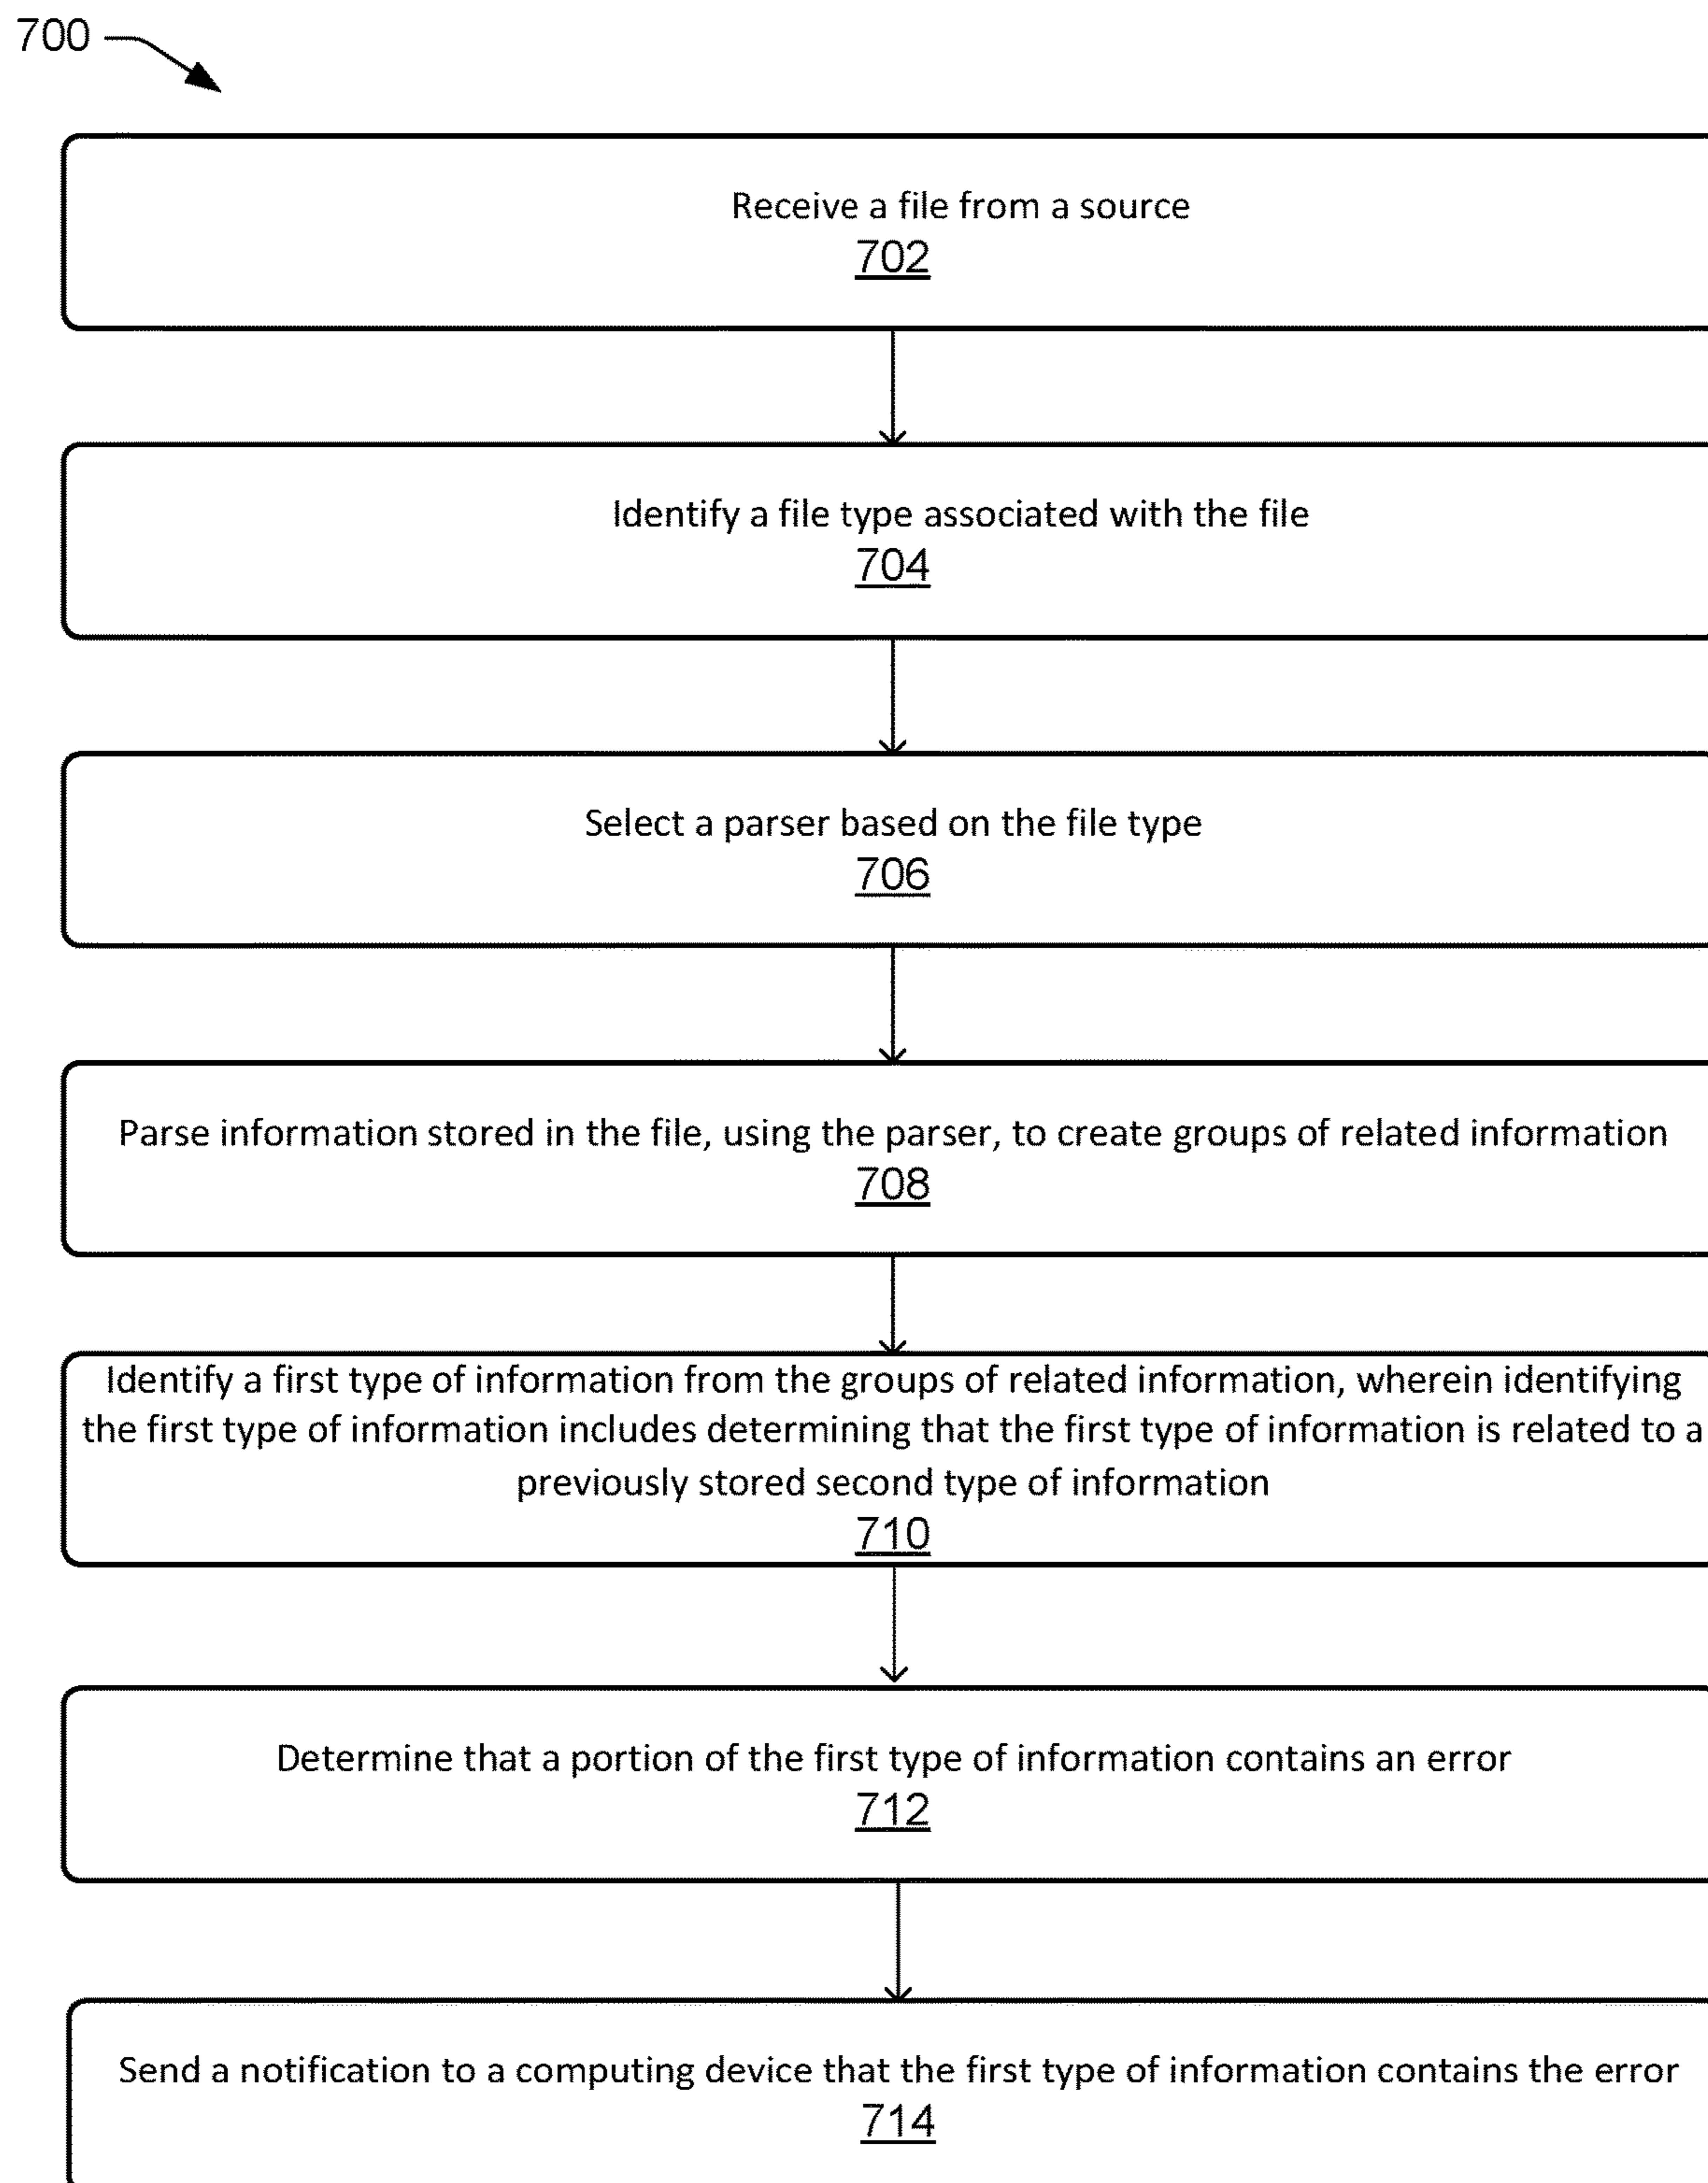 700
Receive a file from a source
702
Identify a file type associated with the file
704
Select a parser based on the file type
706
Parse information stored in the file, using the parser, to create groups of related information
708
Identify a first type of information from the groups of related information, wherein identifying
the first type of information includes determining that the first type of information is related to a
previously stored second type of information
710
Determine that a portion of the first type of information contains an error
712
Send a notification to a computing device that the first type of information contains the error
714